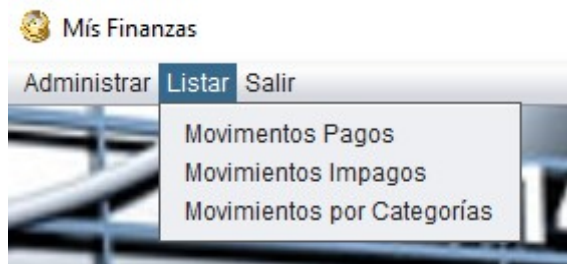 Mís Finanzas
Administrar Listar Salir
Movimentos Pagos
Movimientos Impagos
Movimientos por Categorías